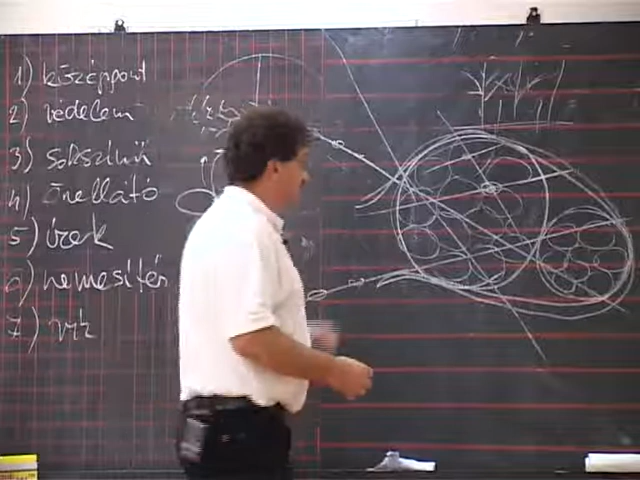 1) középpont
2) védelem
3) sokszínű
4) önellátó
5) üzek
6) nemesítés
7) víz